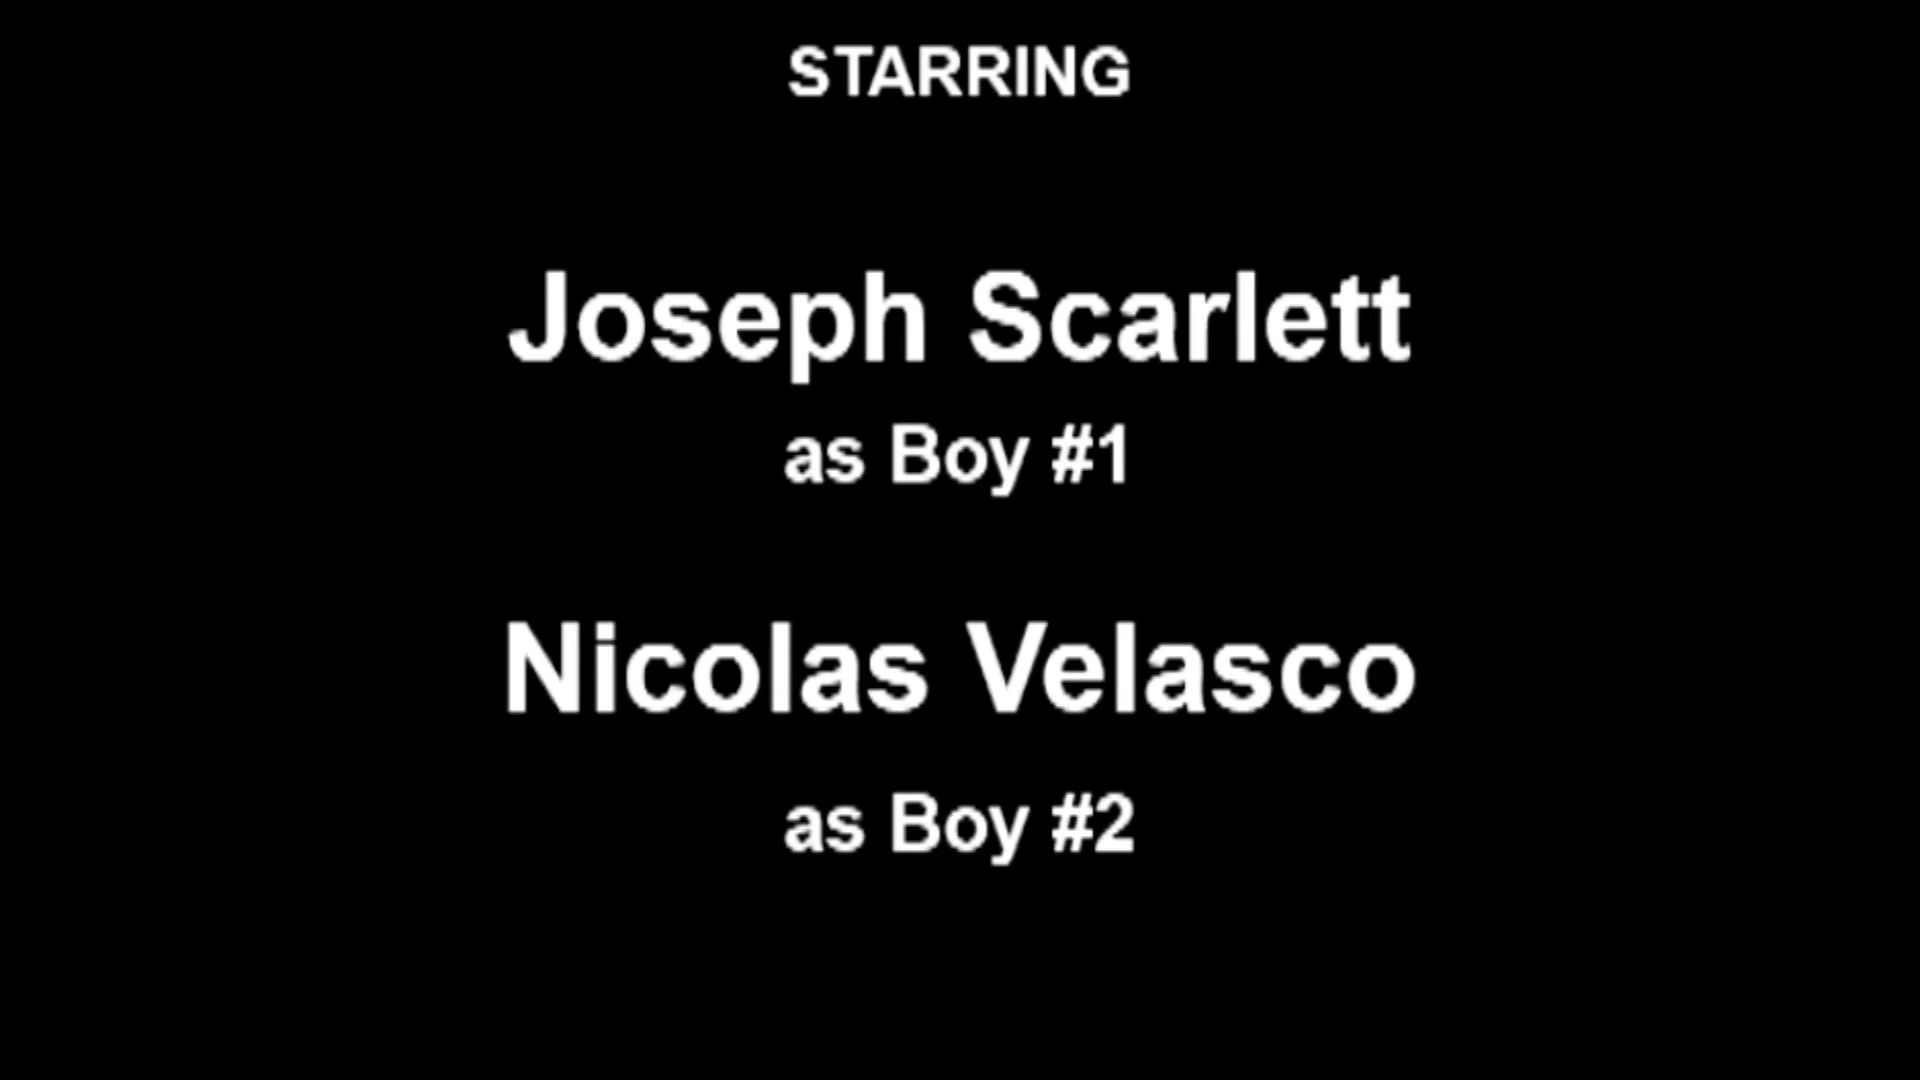 STARRING
Joseph Scarlett
as Boy #1
Nicolas Velasco
as Boy #2